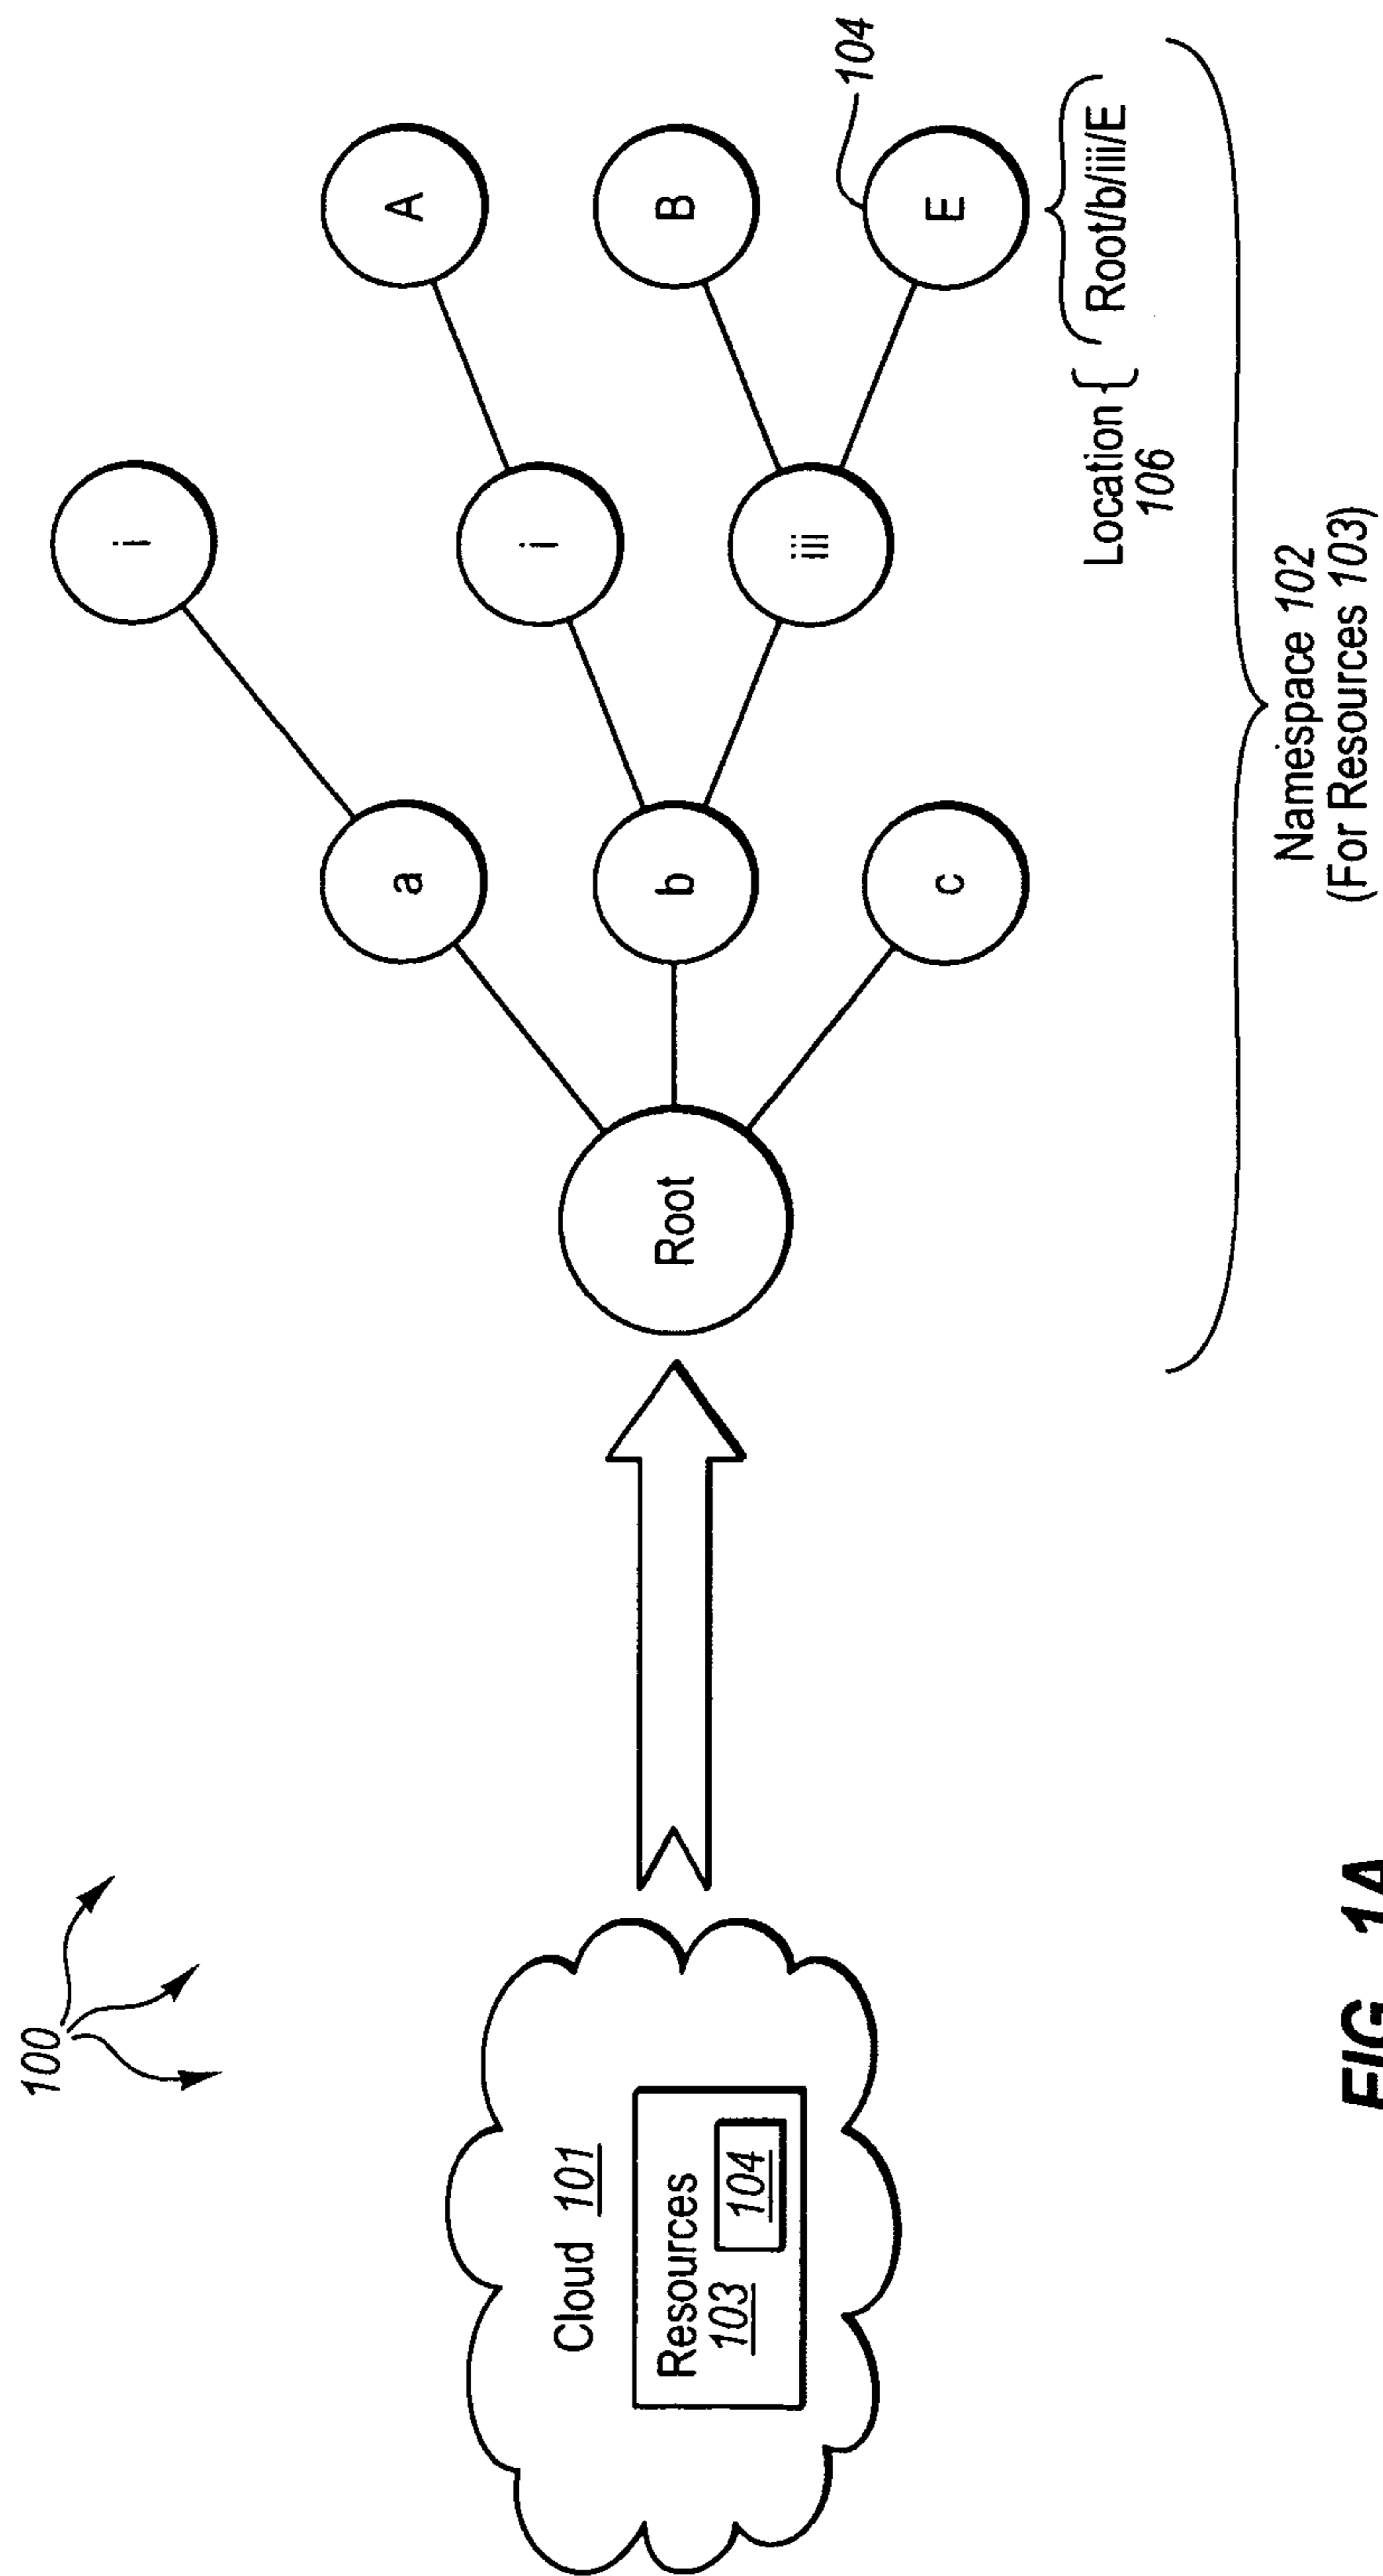 100
Cloud 101
Resources
103
104
Root
a
b
c
i
i
iii
A
B
E
104
Location { Root/b/iii/E
106
Namespace 102
(For Resources 103)
FIG. 1A